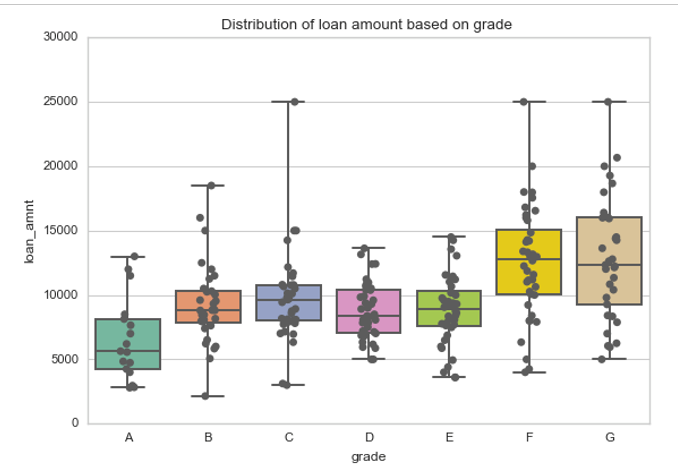 Distribution of loan amount based on grade
30000
25000
20000
15000
10000
5000
0
loan_amnt
A B C D E F G
grade